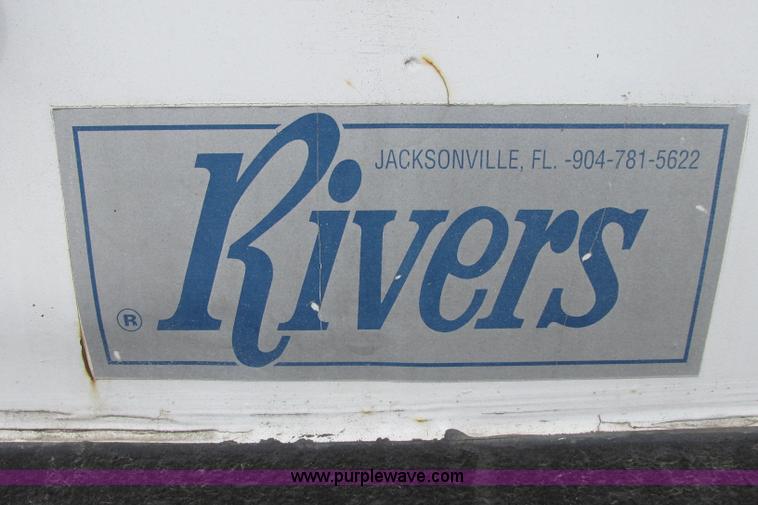 JACKSONVILLE, FL. -904-781-5622
Rivers
®
www.purplewave.com